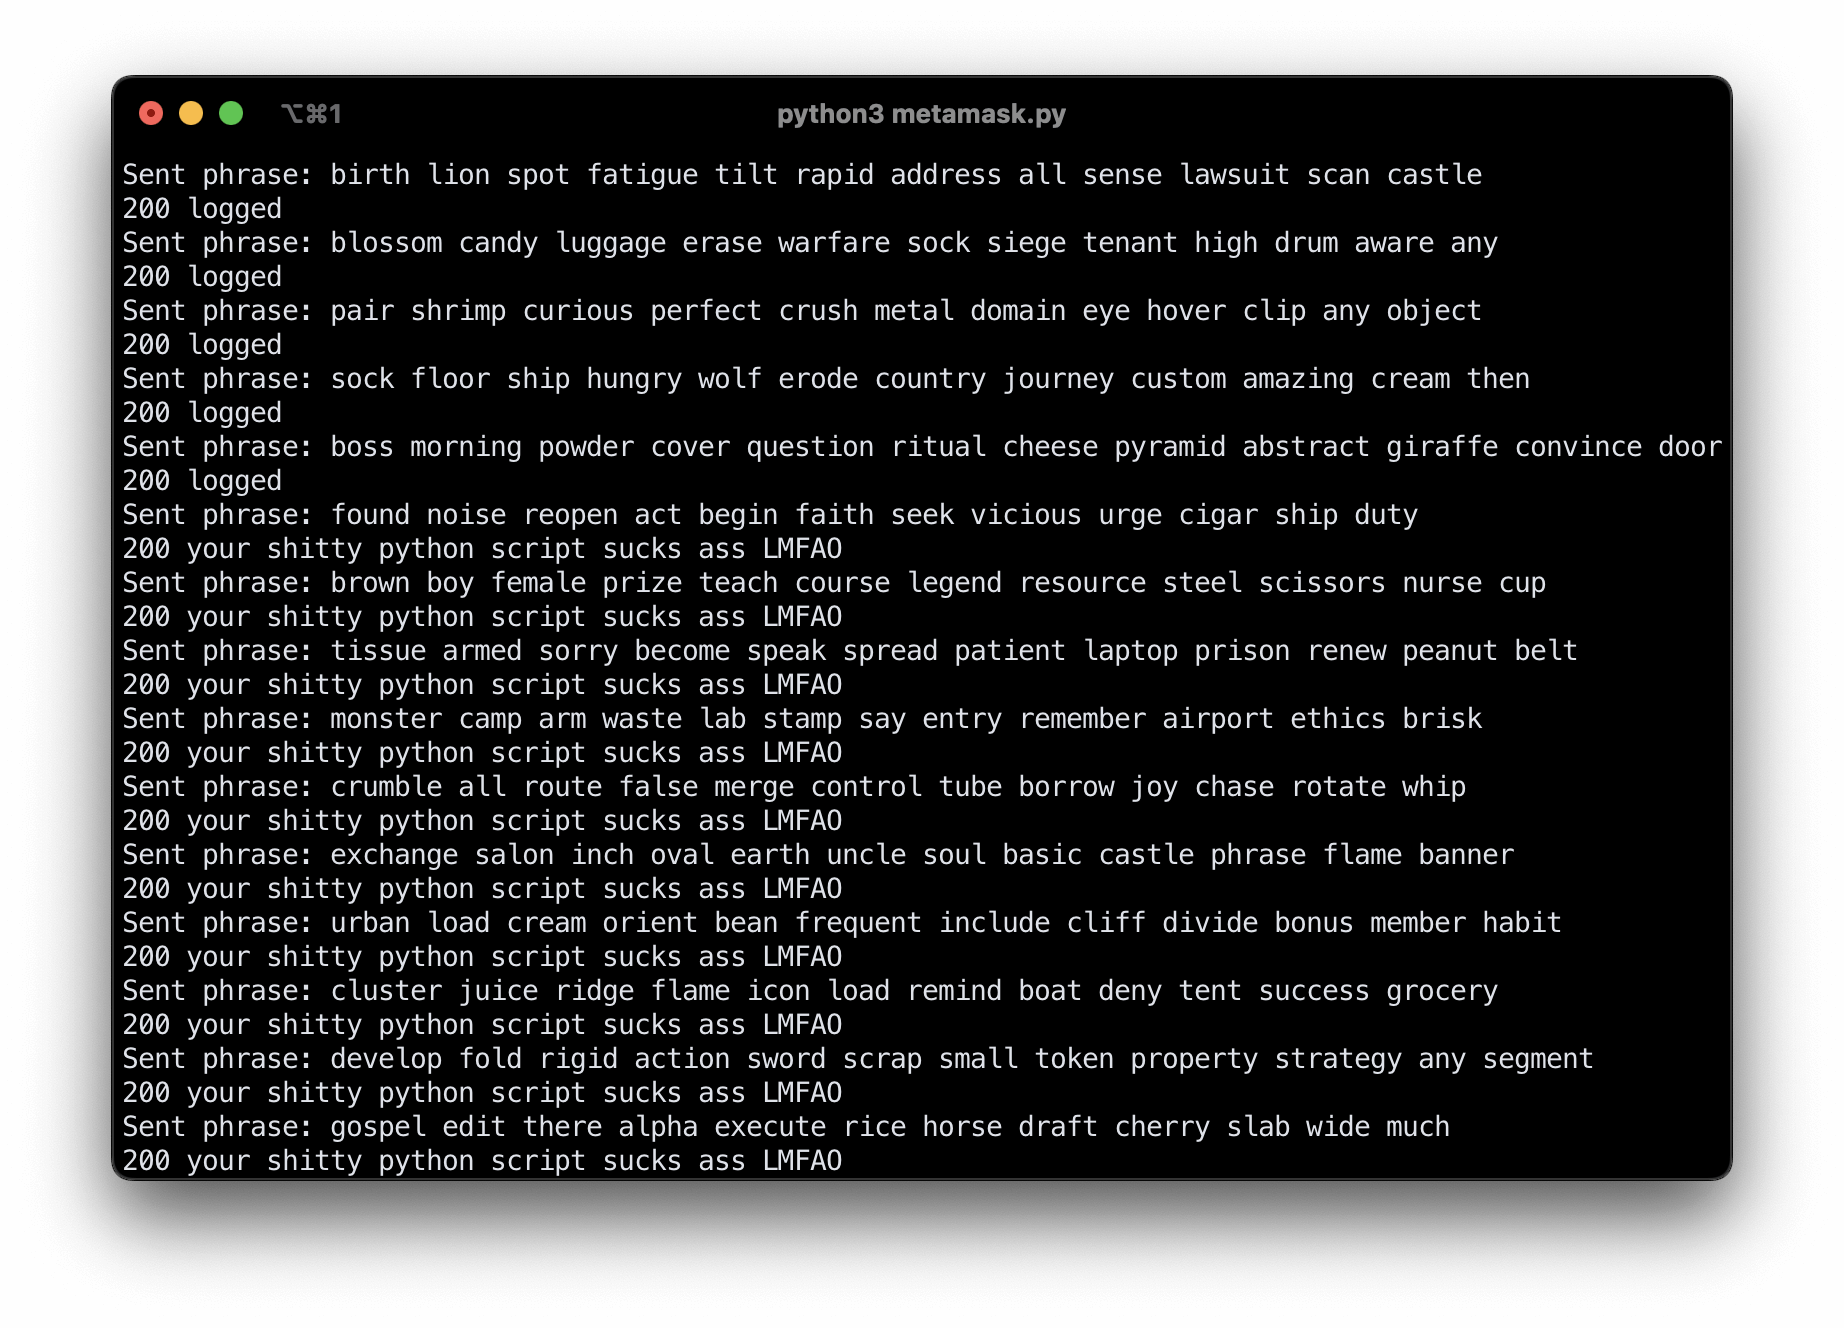 ⌥⌘1
python3 metamask.py
Sent phrase: birth lion spot fatigue tilt rapid address all sense lawsuit scan castle
200 logged
Sent phrase: blossom candy luggage erase warfare sock siege tenant high drum aware any
200 logged
Sent phrase: pair shrimp curious perfect crush metal domain eye hover clip any object
200 logged
Sent phrase: sock floor ship hungry wolf erode country journey custom amazing cream then
200 logged
Sent phrase: boss morning powder cover question ritual cheese pyramid abstract giraffe convince door
200 logged
Sent phrase: found noise reopen act begin faith seek vicious urge cigar ship duty
200 your shitty python script sucks ass LMFAO
Sent phrase: brown boy female prize teach course legend resource steel scissors nurse cup
200 your shitty python script sucks ass LMFAO
Sent phrase: tissue armed sorry become speak spread patient laptop prison renew peanut belt
200 your shitty python script sucks ass LMFAO
Sent phrase: monster camp arm waste lab stamp say entry remember airport ethics brisk
200 your shitty python script sucks ass LMFAO
Sent phrase: crumble all route false merge control tube borrow joy chase rotate whip
200 your shitty python script sucks ass LMFAO
Sent phrase: exchange salon inch oval earth uncle soul basic castle phrase flame banner
200 your shitty python script sucks ass LMFAO
Sent phrase: urban load cream orient bean frequent include cliff divide bonus member habit
200 your shitty python script sucks ass LMFAO
Sent phrase: cluster juice ridge flame icon load remind boat deny tent success grocery
200 your shitty python script sucks ass LMFAO
Sent phrase: develop fold rigid action sword scrap small token property strategy any segment
200 your shitty python script sucks ass LMFAO
Sent phrase: gospel edit there alpha execute rice horse draft cherry slab wide much
200 your shitty python script sucks ass LMFAO